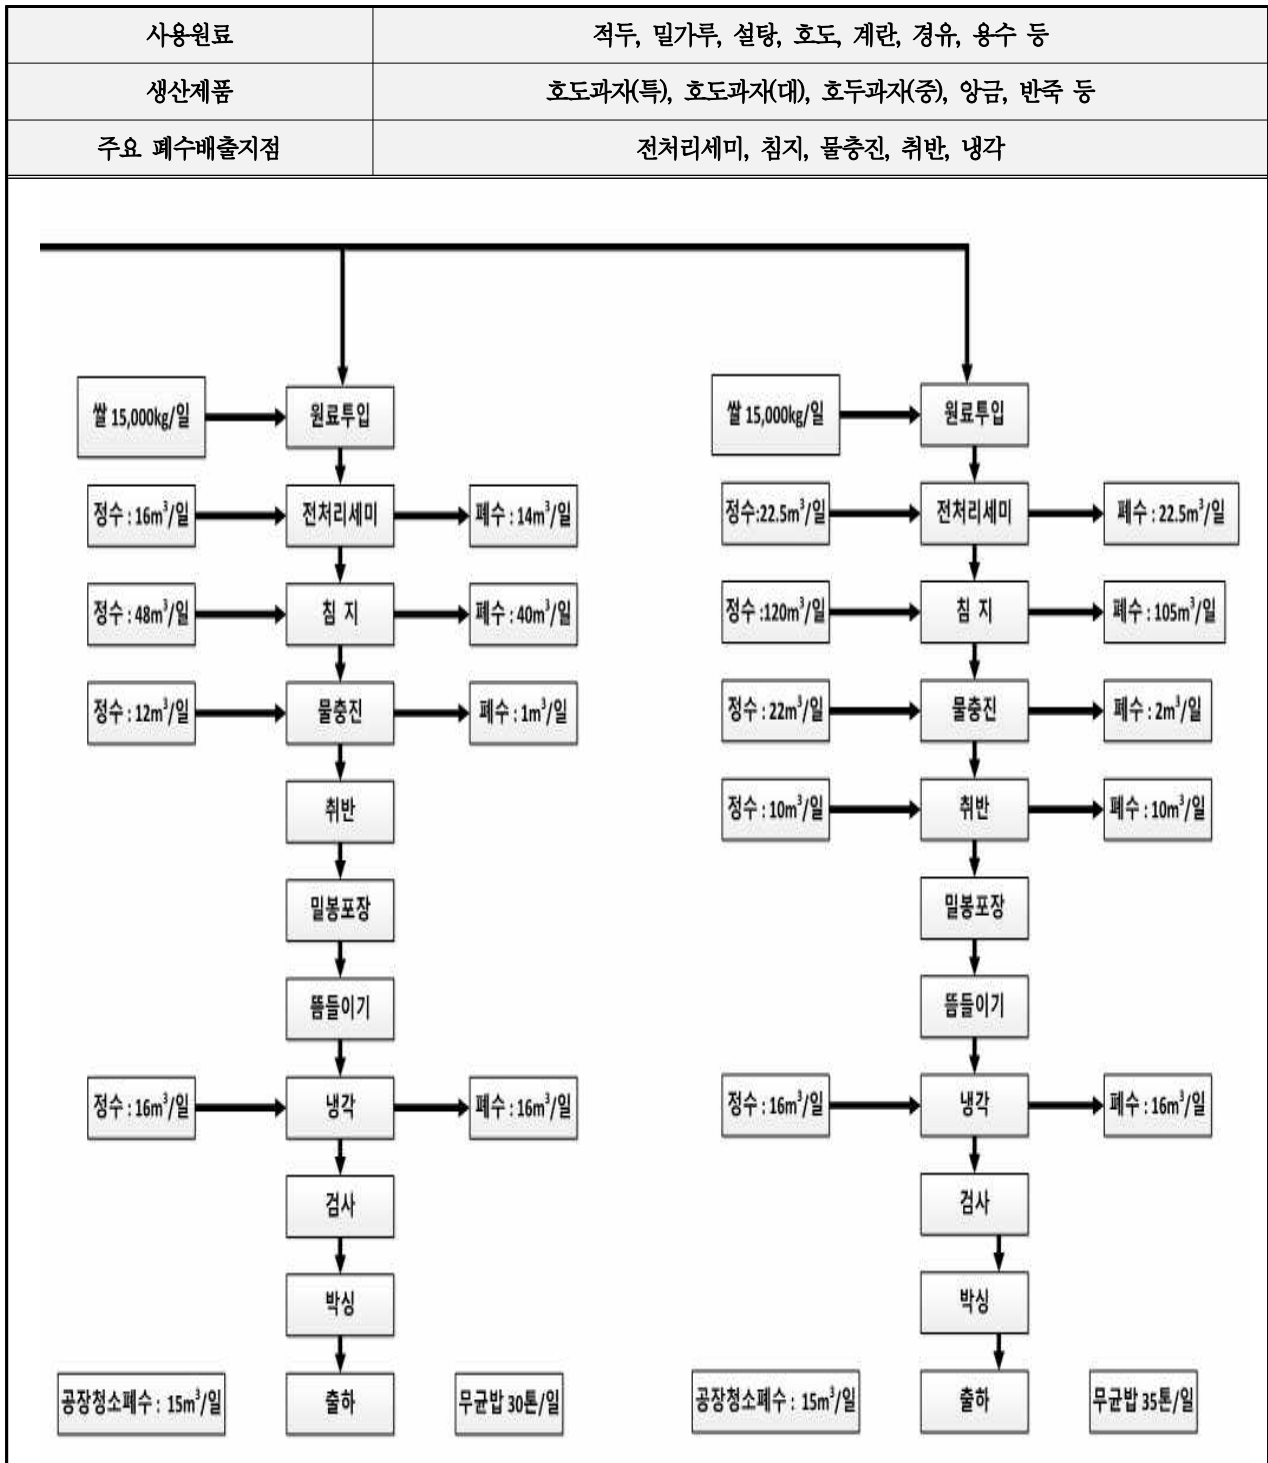 사용원료 적두, 밀가루, 설탕, 호도, 계란, 경유, 용수 등
생산제품 호도과자(특), 호도과자(대), 호두과자(중), 앙금, 반죽 등
주요 폐수배출지점 전처리세미, 침지, 물충진, 취반, 냉각
쌀 15,000kg/일 원료투입 쌀 15,000kg/일 원료투입
정수 : 16m³/일 전처리세미 폐수 : 14m³/일 정수:22.5m³/일 전처리세미 폐수 : 22.5m³/일
정수 : 48m³/일 침 지 폐수 : 40m³/일 정수 :120m³/일 침 지 폐수 : 105m³/일
정수 : 12m³/일 물충진 폐수 : 1m³/일 정수 : 22m³/일 물충진 폐수 : 2m³/일
취반 정수 : 10m³/일 취반 폐수 : 10m³/일
밀봉포장 밀봉포장
뜸들이기 뜸들이기
정수 : 16m³/일 냉각 폐수 : 16m³/일 정수 : 16m³/일 냉각 폐수 : 16m³/일
검사 검사
박싱 박싱
공장청소폐수 : 15m³/일 출하 무균밥 30톤/일 공장청소폐수 : 15m³/일 출하 무균밥 35톤/일